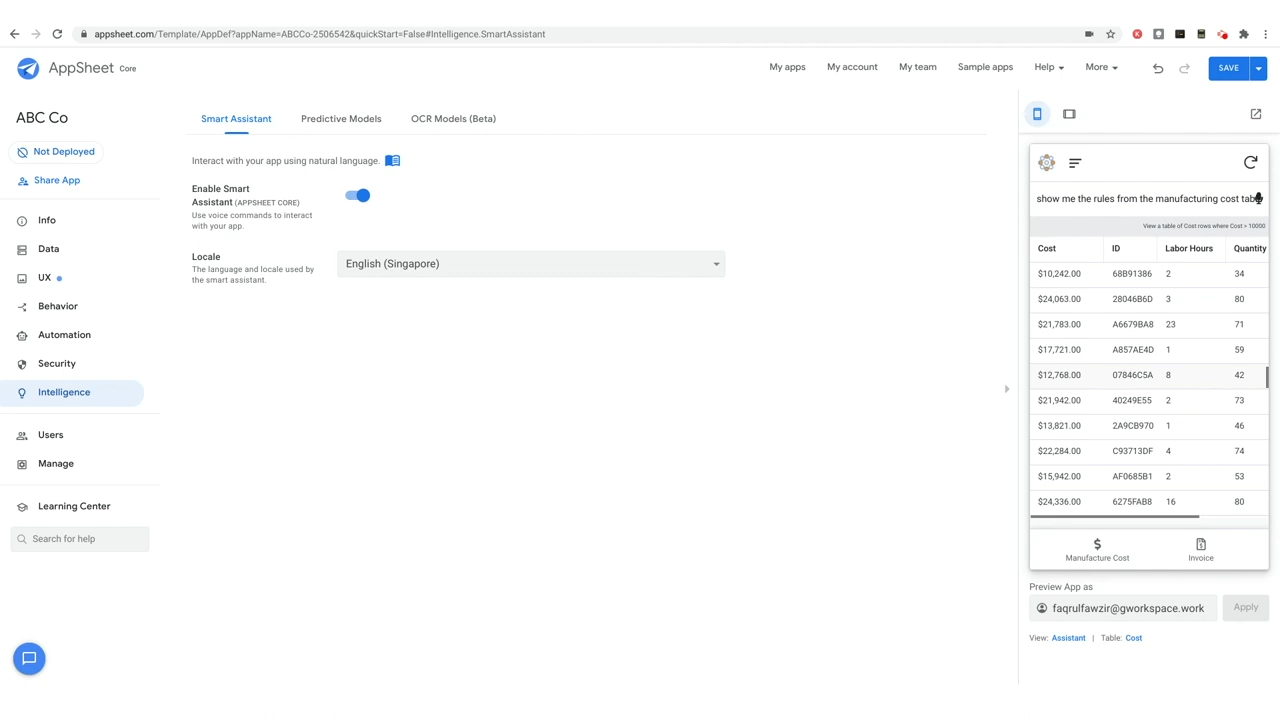 appsheet.com/Template/AppDef?appName=ABCCo-2506542&quickStart=False#Intelligence.SmartAssistant
AppSheet Core
My apps
My account
My team
Sample apps
Help
More
SAVE
ABC Co
Not Deployed
Share App
Info
Data
UX
Behavior
Automation
Security
Intelligence
Users
Manage
Learning Center
Search for help
Smart Assistant
Predictive Models
OCR Models (Beta)
Interact with your app using natural language.
Enable Smart
Assistant (APPSHEET CORE)
Use voice commands to interact
with your app.
Locale
The language and locale used by
the smart assistant.
English (Singapore)
show me the rules from the manufacturing cost tab
View a table of Cost rows where Cost > 10000
Cost ID Labor Hours Quantity
$10,242.00 68B91386 2 34
$24,063.00 28046B6D 3 80
$21,783.00 A6679BA8 23 71
$17,721.00 A857AE4D 1 59
$12,768.00 07846C5A 8 42
$21,942.00 40249E55 2 73
$13,821.00 2A9CB970 1 46
$22,284.00 C93713DF 4 74
$15,942.00 AF0685B1 2 53
$24,336.00 6275FAB8 16 80
Manufacture Cost
Invoice
Preview App as
faqrulfawzir@gworkspace.work
Apply
View: Assistant | Table: Cost